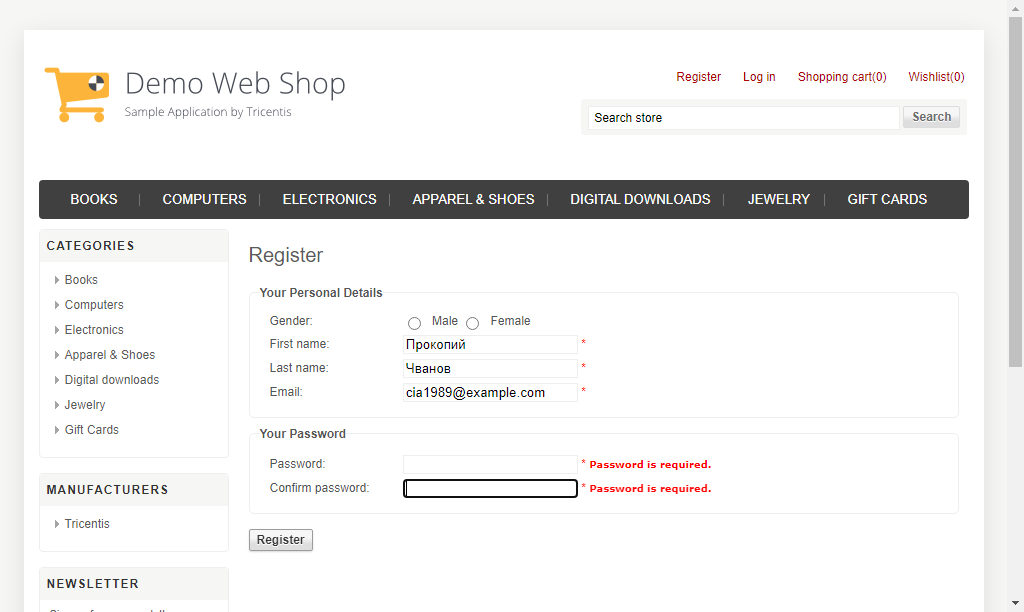 Demo Web Shop
Sample Application by Tricentis
Register Log in Shopping cart(0) Wishlist(0)
Search store Search
BOOKS COMPUTERS ELECTRONICS APPAREL & SHOES DIGITAL DOWNLOADS JEWELRY GIFT CARDS
CATEGORIES
Books
Computers
Electronics
Apparel & Shoes
Digital downloads
Jewelry
Gift Cards
MANUFACTURERS
Tricentis
NEWSLETTER
Register
Your Personal Details
Gender: Male Female
First name: Прокопий *
Last name: Чванов *
Email: cia1989@example.com *
Your Password
Password: * Password is required.
Confirm password: * Password is required.
Register